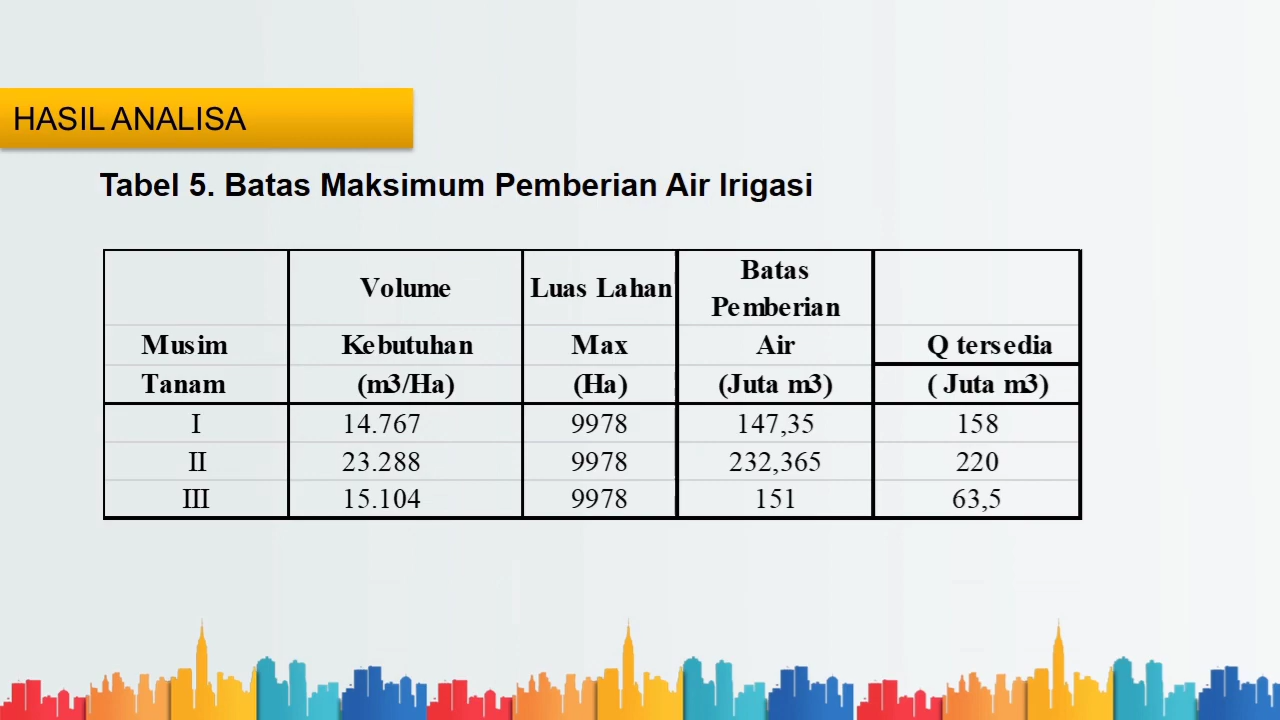 HASIL ANALISA
Tabel 5. Batas Maksimum Pemberian Air Irigasi
Volume Luas Lahan Batas Pemberian
Musim Kebutuhan Max Air Q tersedia
Tanam (m3/Ha) (Ha) (Juta m3) ( Juta m3)
I 14.767 9978 147,35 158
II 23.288 9978 232,365 220
III 15.104 9978 151 63,5